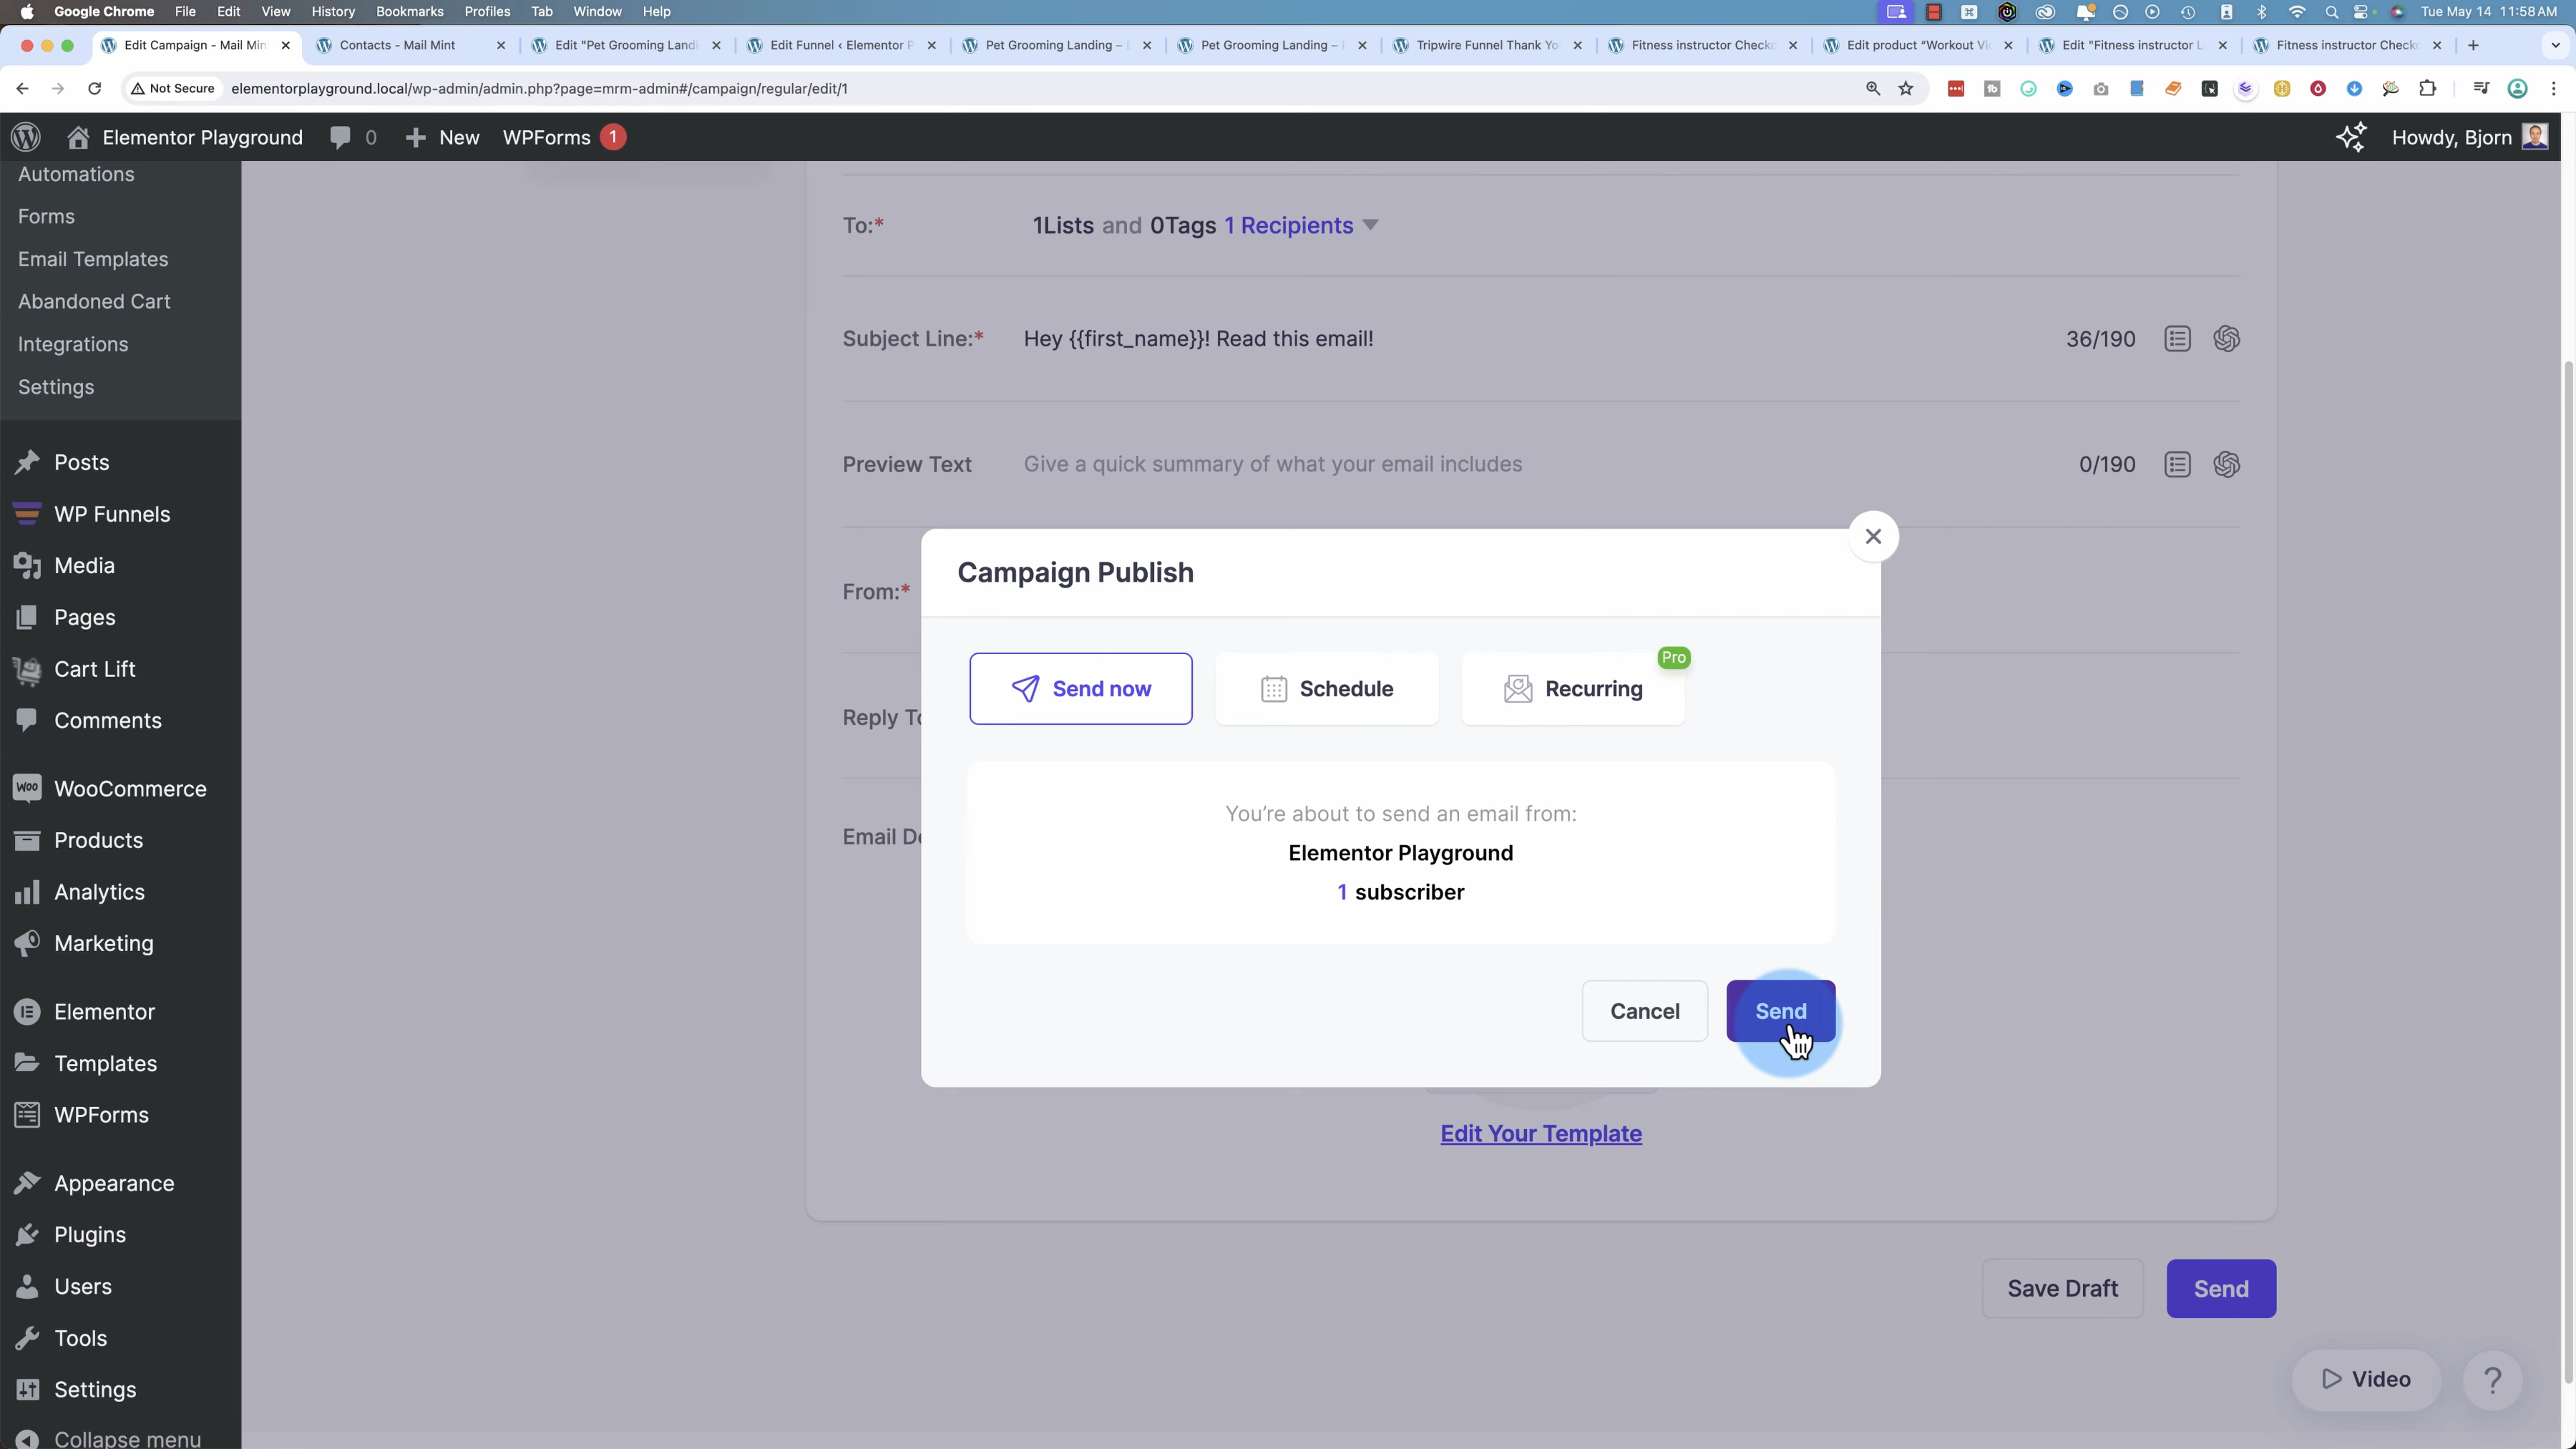 Google Chrome File Edit View History Bookmarks Profiles Tab Window Help Tue May 14 11:58 AM
Edit Campaign - Mail Min Contacts - Mail Mint Edit "Pet Grooming Landi Edit Funnel ‹ Elementor P Pet Grooming Landing – Pet Grooming Landing – Tripwire Funnel Thank Yo Fitness instructor Checko Edit product "Workout Vi Edit "Fitness instructor L Fitness instructor Checko
Not Secure elementorplayground.local/wp-admin/admin.php?page=mrm-admin#/campaign/regular/edit/1
Elementor Playground 0 New WPForms 1 Howdy, Bjorn
Automations
Forms
Email Templates
Abandoned Cart
Integrations
Settings
Posts
WP Funnels
Media
Pages
Cart Lift
Comments
WooCommerce
Products
Analytics
Marketing
Elementor
Templates
WPForms
Appearance
Plugins
Users
Tools
Settings
Collapse menu
To:* 1Lists and 0Tags 1 Recipients
Subject Line:* Hey {{first_name}}! Read this email! 36/190
Preview Text Give a quick summary of what your email includes 0/190
From:*
Reply To
Email De
Campaign Publish
Send now Schedule Recurring Pro
You're about to send an email from:
Elementor Playground
1 subscriber
Cancel Send
Edit Your Template
Save Draft Send
Video ?